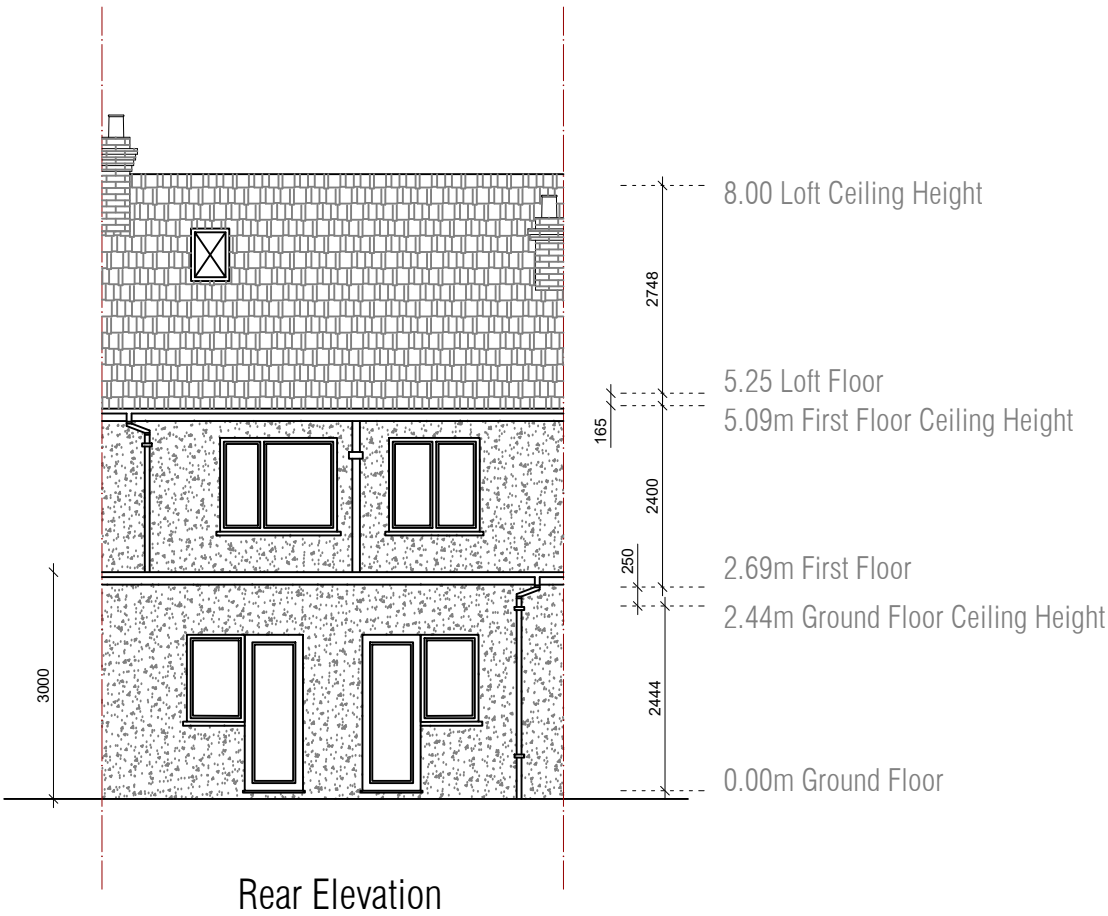 8.00 Loft Ceiling Height
2748
5.25 Loft Floor
5.09m First Floor Ceiling Height
165
2400
250
2.69m First Floor
2.44m Ground Floor Ceiling Height
3000
2444
0.00m Ground Floor
Rear Elevation